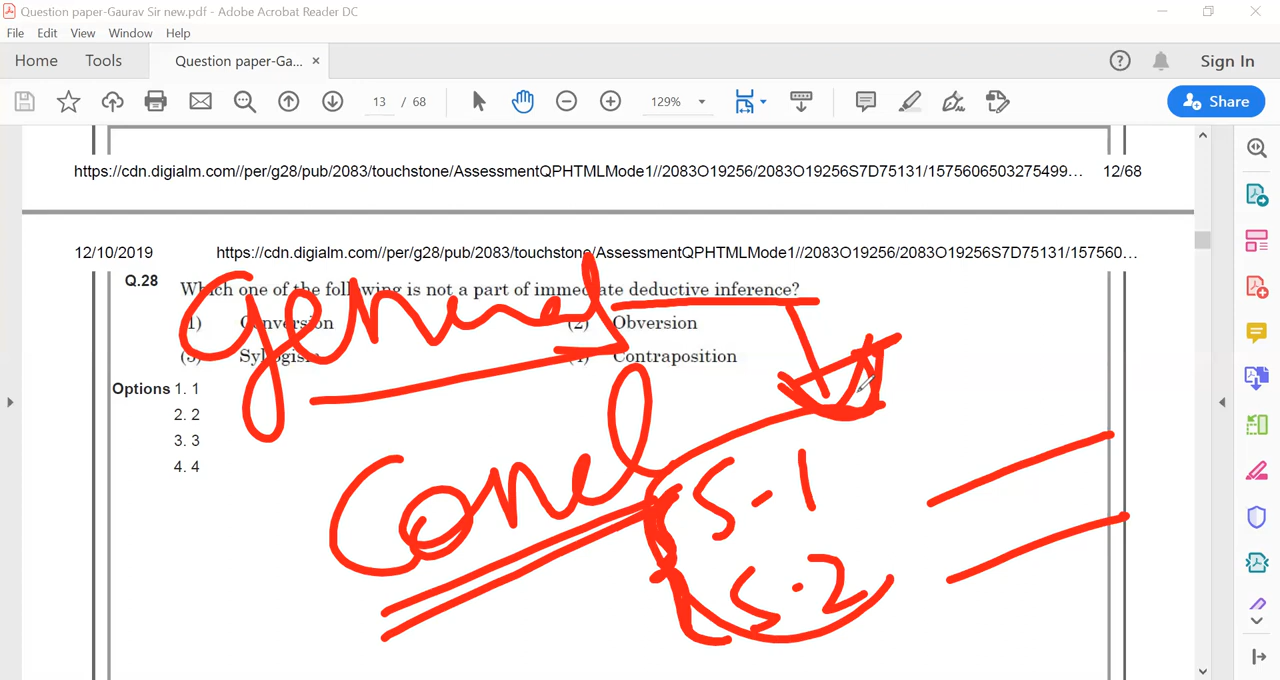 Question paper-Gaurav Sir new.pdf - Adobe Acrobat Reader DC
File Edit View Window Help
Home Tools Question paper-Ga... × Sign In
13 / 68 129% Share
https://cdn.digialm.com//per/g28/pub/2083/touchstone/AssessmentQPHTMLMode1//2083O19256/2083O19256S7D75131/1575606503275499... 12/68
12/10/2019 https://cdn.digialm.com//per/g28/pub/2083/touchstone/AssessmentQPHTMLMode1//2083O19256/2083O19256S7D75131/157560...
Q.28 Which one of the following is not a part of immediate deductive inference?
(1) Conversion (2) Obversion
(3) Syllogism (4) Contraposition
general
Options 1. 1
2. 2
3. 3
4. 4
S.1
S.2